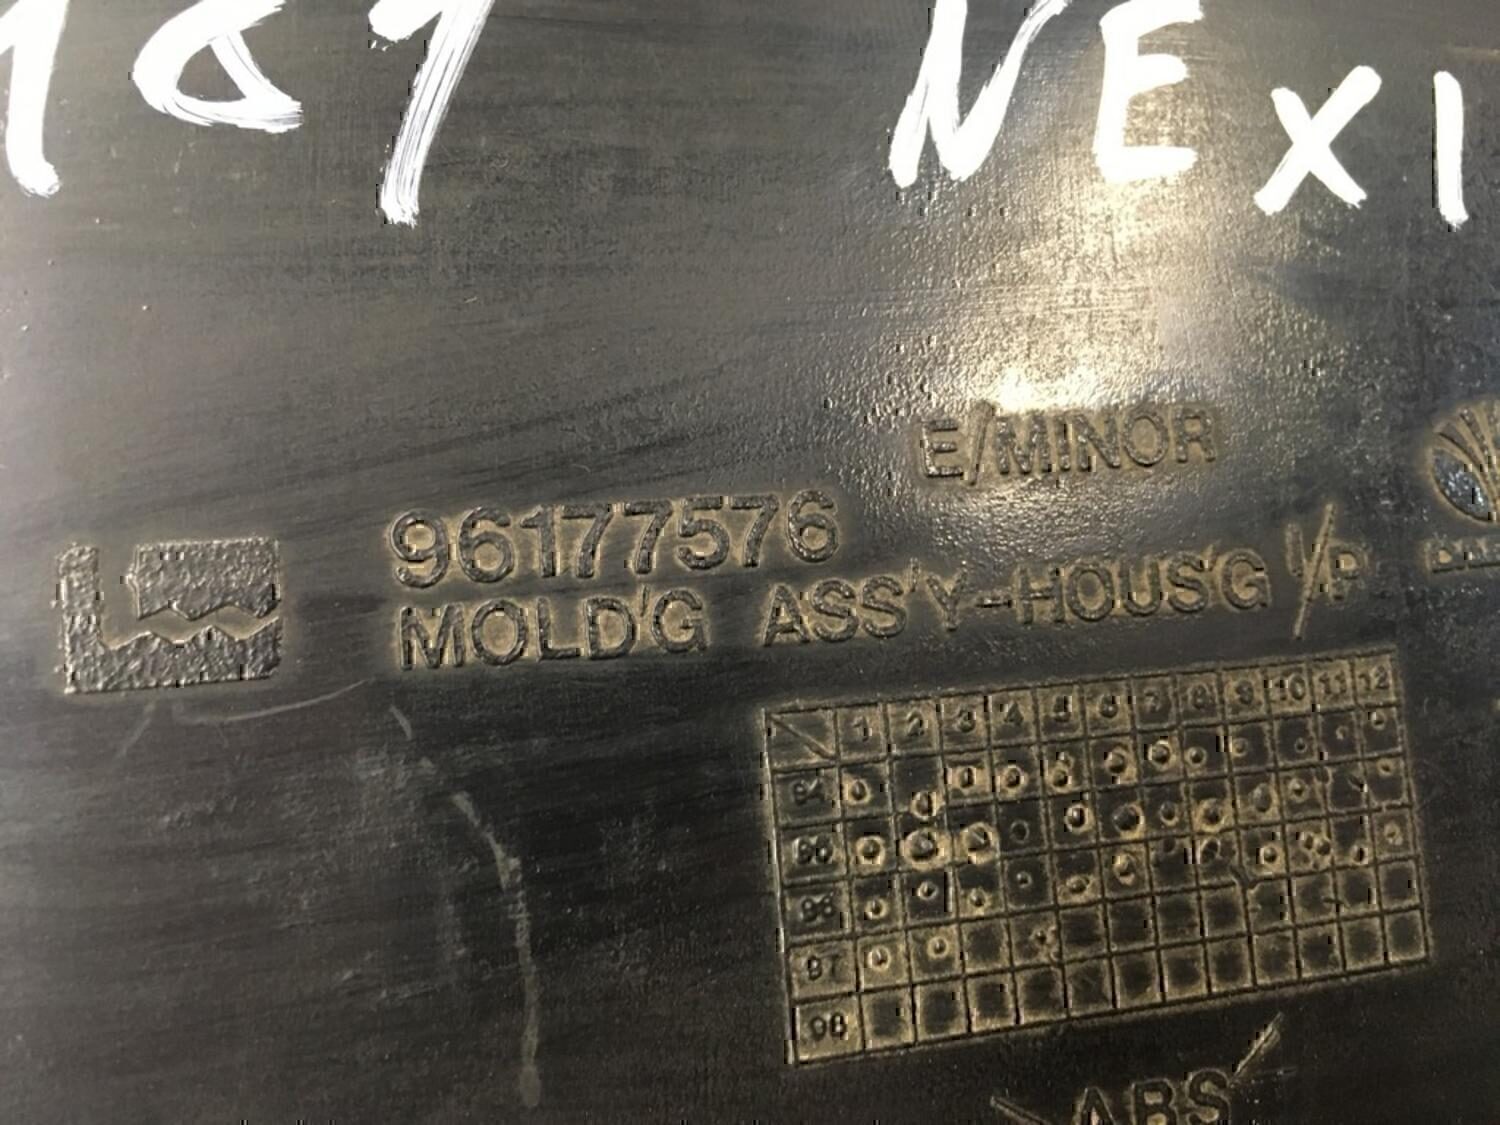 NEXI
E/MINOR
96177576
MOLD'G ASS'Y-HOUS'G I/P
1 2 3 4 5 6 7 8 9 10 11 12
94
95
96
97
98
ABS